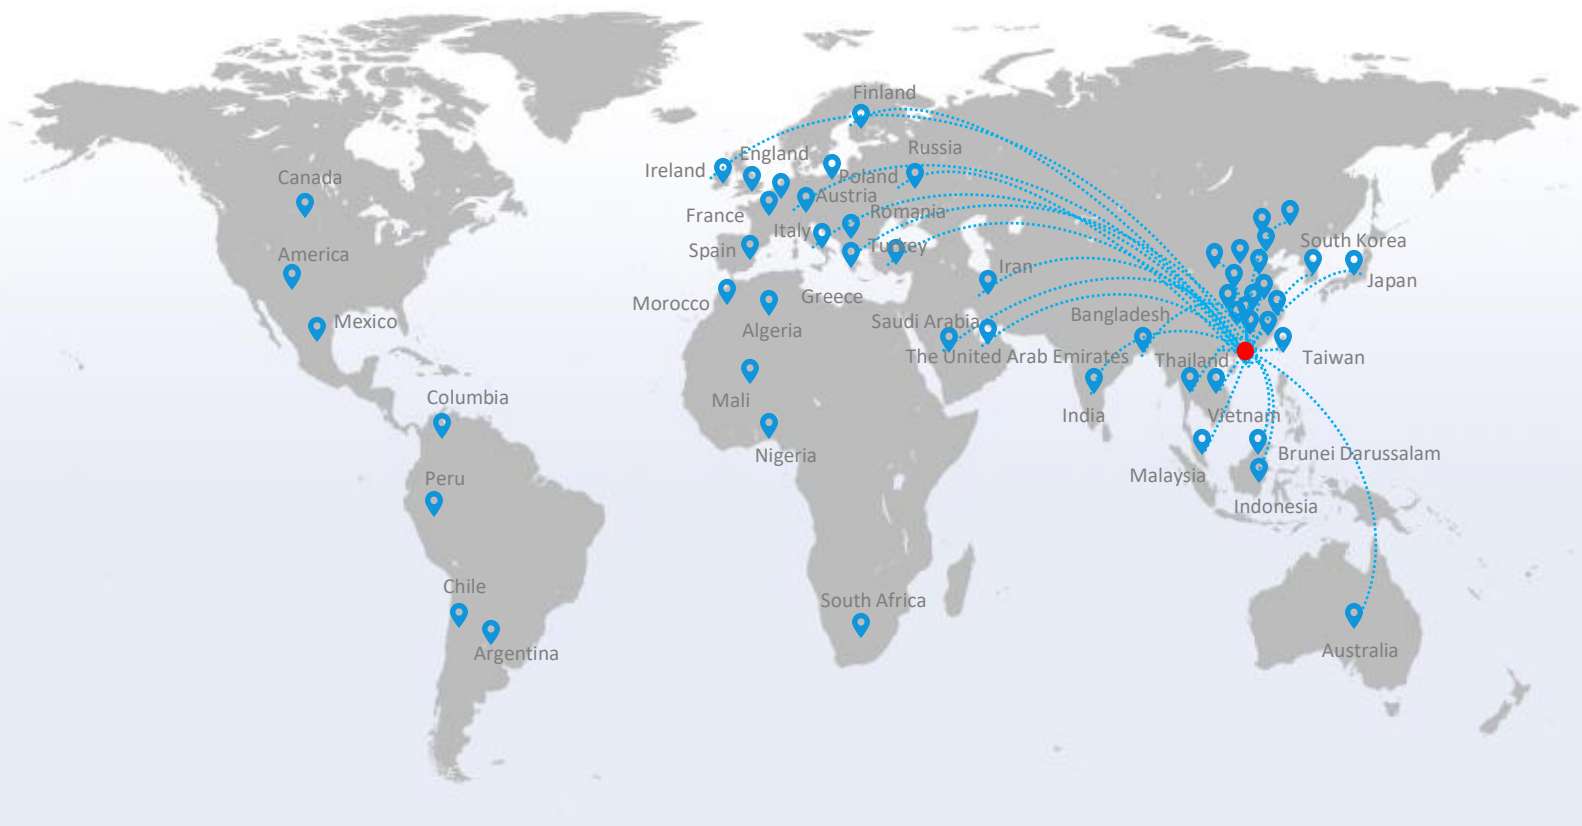 Finland
England
Russia
Ireland
Canada
Poland
Austria
France
Romania
Italy
South Korea
America
Spain
Turkey
Iran
Japan
Morocco
Greece
Mexico
Algeria
Saudi Arabia
Bangladesh
The United Arab Emirates
Thailand
Taiwan
Columbia
Mali
India
Vietnam
Nigeria
Brunei Darussalam
Peru
Malaysia
Indonesia
Chile
South Africa
Argentina
Australia